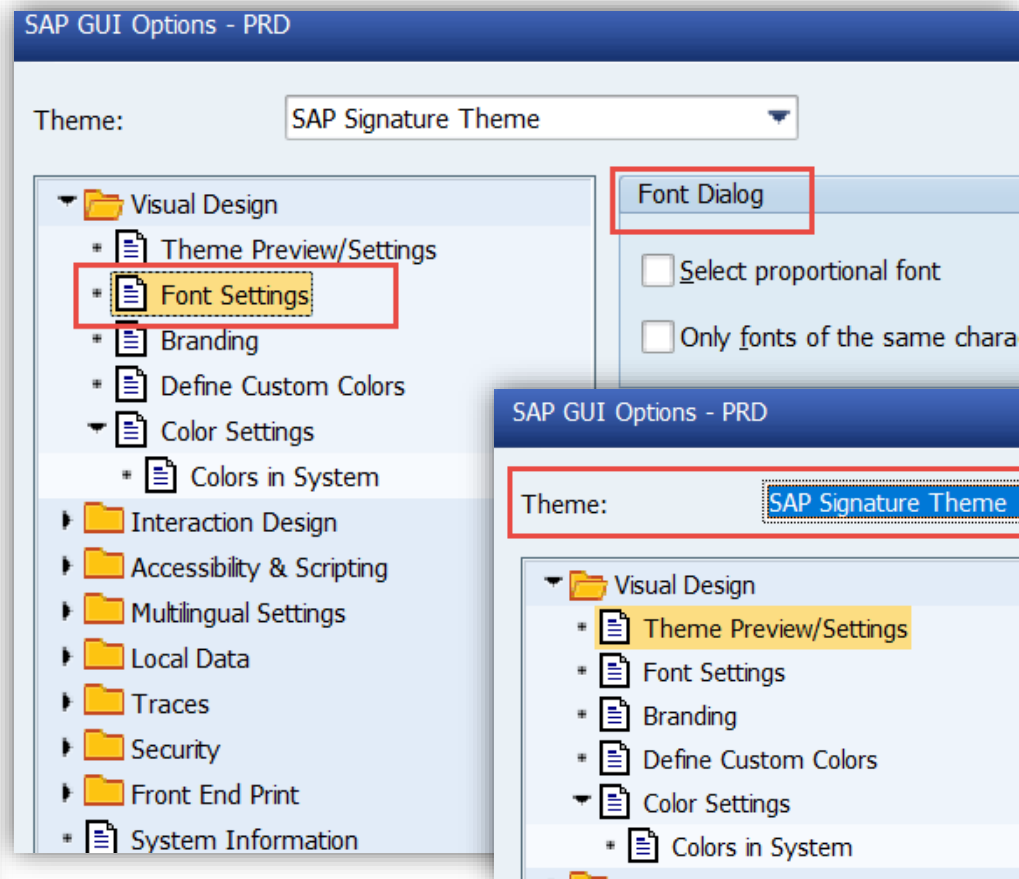 SAP GUI Options - PRD
Theme: SAP Signature Theme
Visual Design
Theme Preview/Settings
Font Settings
Branding
Define Custom Colors
Color Settings
Colors in System
Interaction Design
Accessibility & Scripting
Multilingual Settings
Local Data
Traces
Security
Front End Print
System Information
Font Dialog
Select proportional font
Only fonts of the same
SAP GUI Options - PRD
Theme: SAP Signature Theme
Visual Design
Theme Preview/Settings
Font Settings
Branding
Define Custom Colors
Color Settings
Colors in System